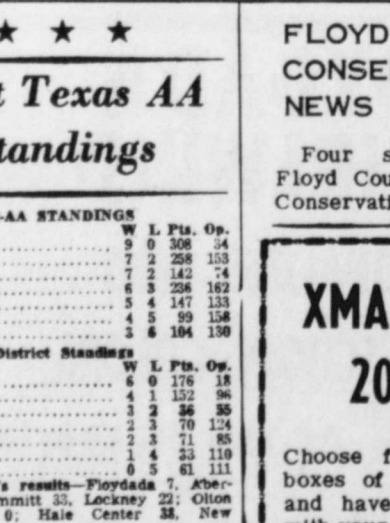 t Texas AA
tandings
-AA STANDINGS
W L Pts. Op.
9 0 308 34
7 2 258 153
7 2 142 74
6 3 236 162
5 4 147 133
4 5 99 158
3 6 104 130
District Standings
W L Pts. Op.
6 0 176 18
4 1 152 96
3 2 36 55
2 3 70 124
2 3 71 85
1 4 33 110
0 5 61 111
's results—Floydada 7, Aber-
mmitt 33, Lockney 22; Olton
0; Hale Center 38, New
FLOYD
CONSE
NEWS
Four s
Floyd Cou
Conservati
XMA
20
Choose f
boxes of
and have